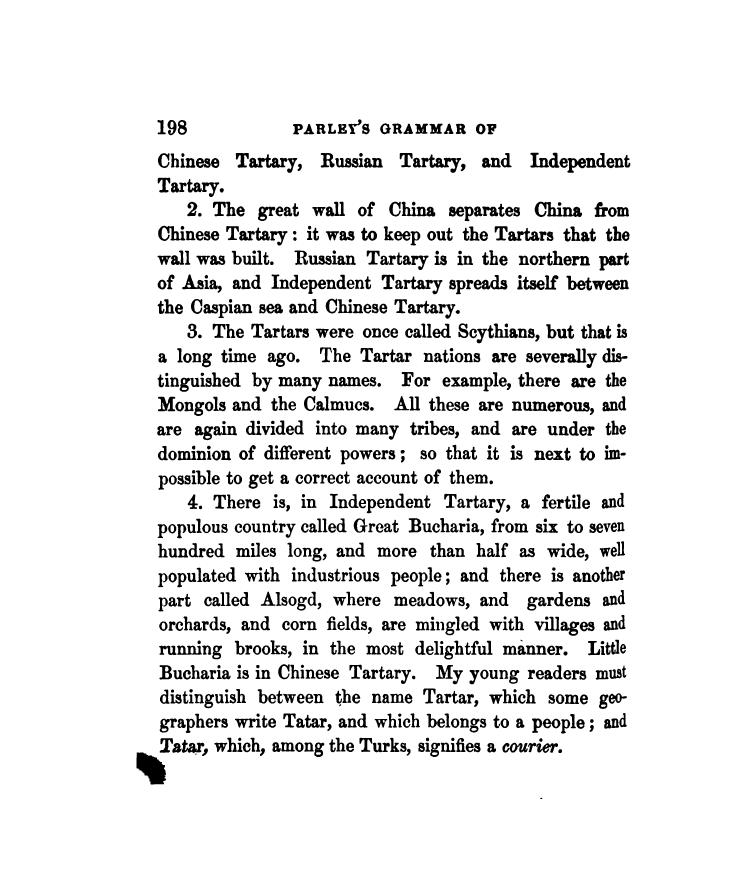 198 PARLEY'S GRAMMAR OF
Chinese Tartary, Russian Tartary, and Independent
Tartary.
2. The great wall of China separates China from
Chinese Tartary : it was to keep out the Tartars that the
wall was built. Russian Tartary is in the northern part
of Asia, and Independent Tartary spreads itself between
the Caspian sea and Chinese Tartary.
3. The Tartars were once called Scythians, but that is
a long time ago. The Tartar nations are severally dis-
tinguished by many names. For example, there are the
Mongols and the Calmucs. All these are numerous, and
are again divided into many tribes, and are under the
dominion of different powers ; so that it is next to im-
possible to get a correct account of them.
4. There is, in Independent Tartary, a fertile and
populous country called Great Bucharia, from six to seven
hundred miles long, and more than half as wide, well
populated with industrious people ; and there is another
part called Alsogd, where meadows, and gardens and
orchards, and corn fields, are mingled with villages and
running brooks, in the most delightful manner. Little
Bucharia is in Chinese Tartary. My young readers must
distinguish between the name Tartar, which some geo-
graphers write Tatar, and which belongs to a people ; and
Tatar, which, among the Turks, signifies a courier.